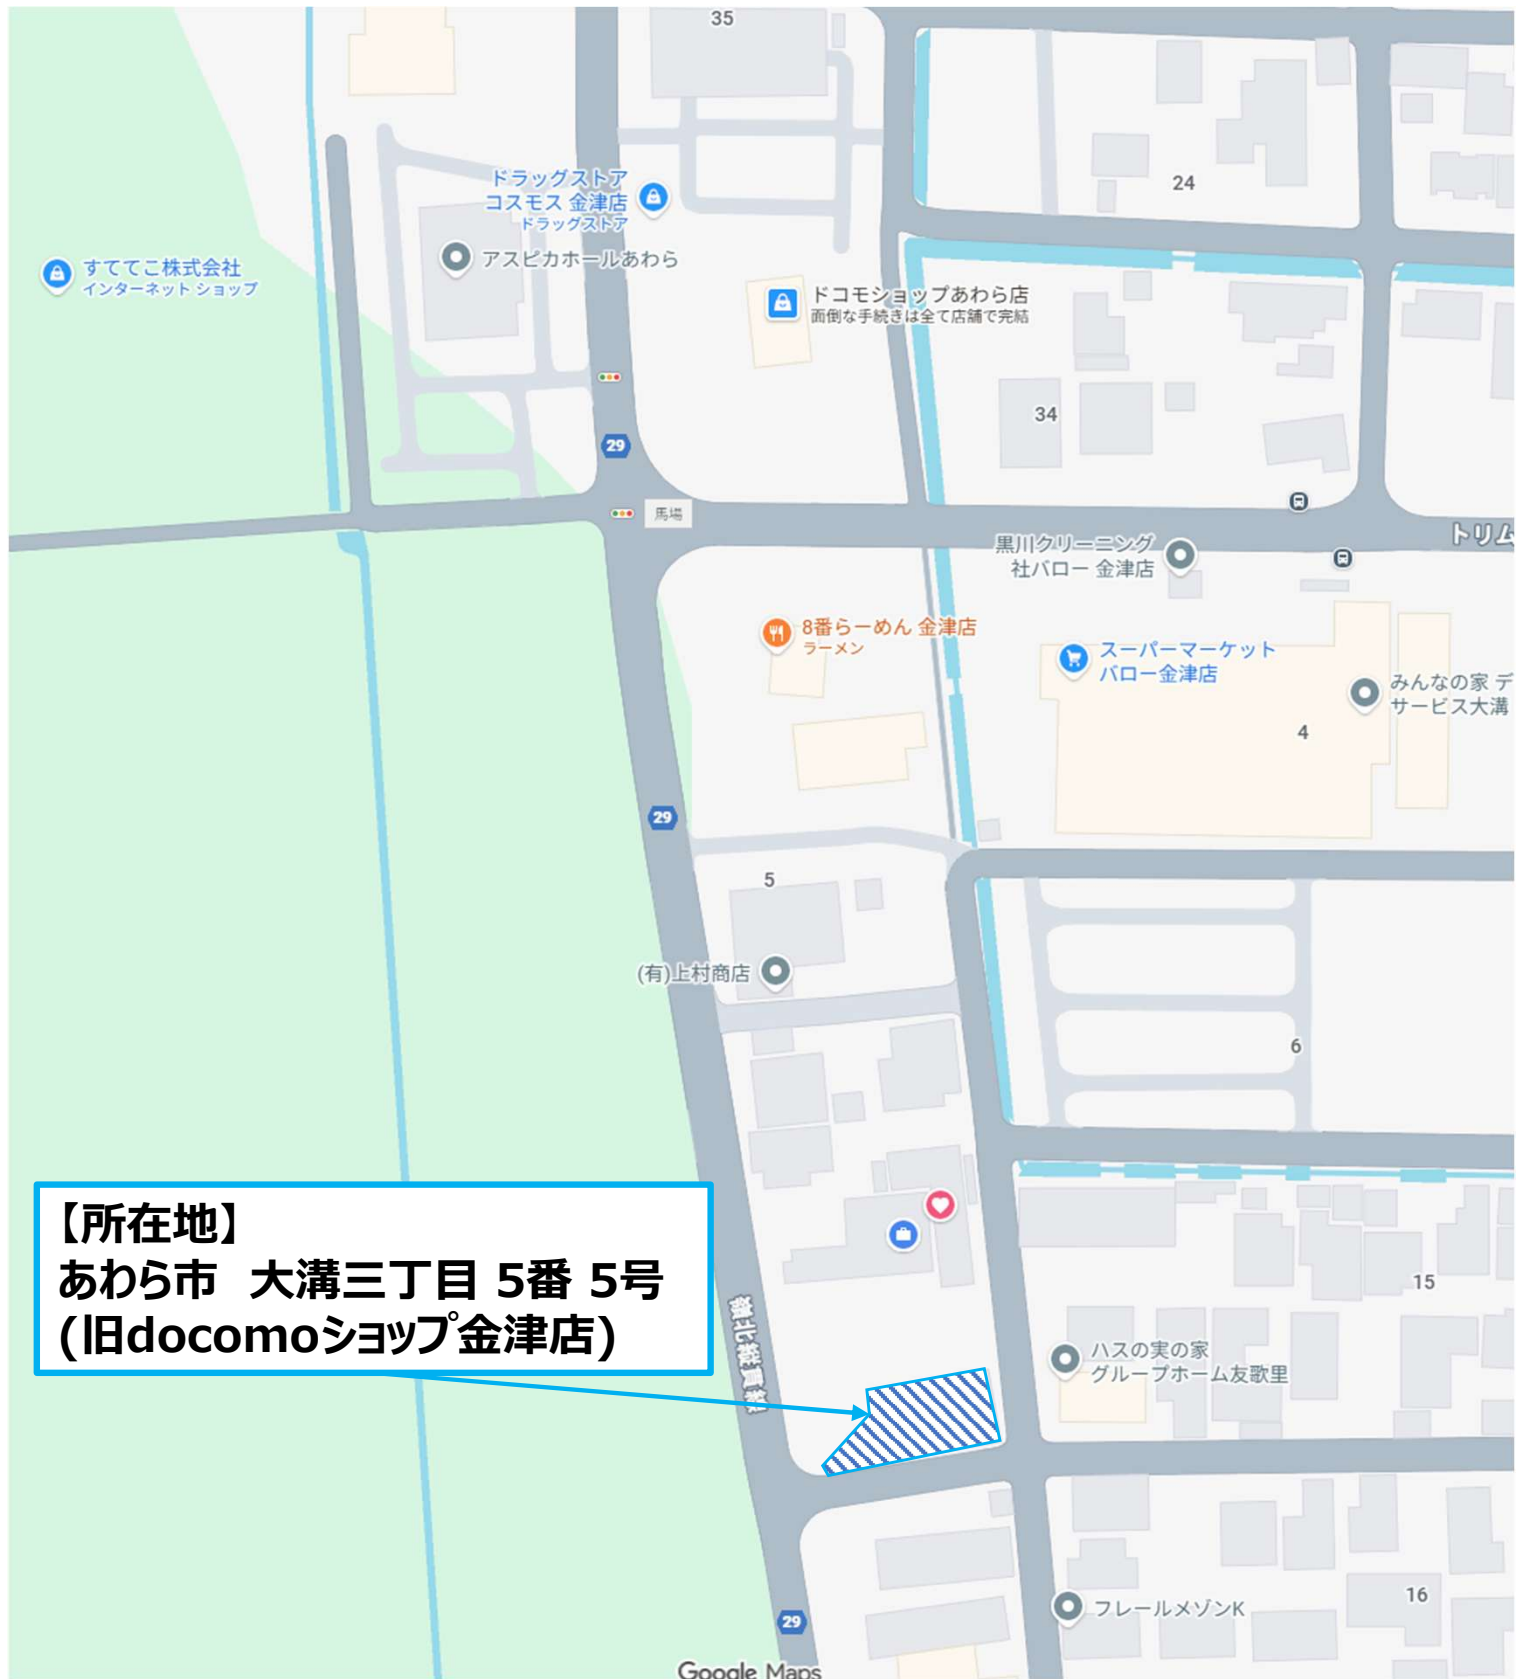 35
24
ドラッグストア
コスモス 金津店
ドラッグストア
アスピカホールあわら
すててこ株式会社
インターネット ショップ
ドコモショップあわら店
面倒な手続きは全て店舗で完結
34
29
馬場
トリム
黒川クリーニング
社バロー 金津店
8番らーめん 金津店
ラーメン
スーパーマーケット
バロー金津店
みんなの家 デ
サービス大溝
4
29
5
(有)上村商店
6
【所在地】
あわら市 大溝三丁目 5番 5号
(旧docomoショップ金津店)
15
嶺北縦貫線
ハスの実の家
グループホーム友歌里
16
フレールメゾンK
29
Google Maps